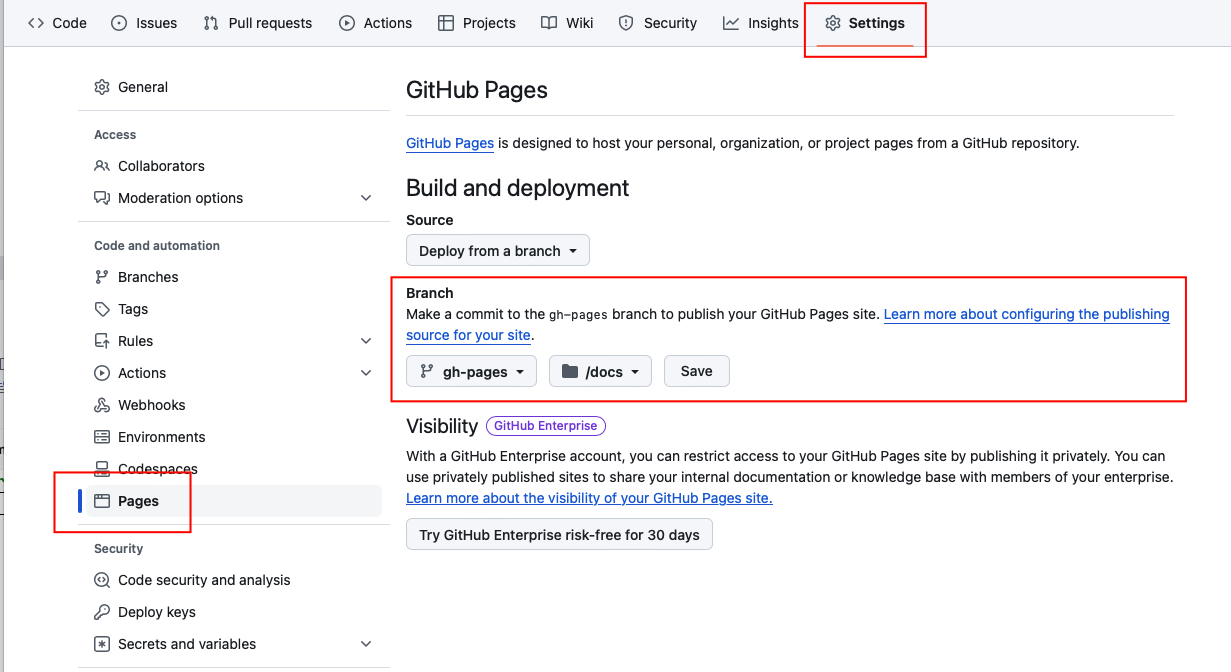 Code Issues Pull requests Actions Projects Wiki Security Insights Settings
General
Access
Collaborators
Moderation options
Code and automation
Branches
Tags
Rules
Actions
Webhooks
Environments
Codespaces
Pages
Security
Code security and analysis
Deploy keys
Secrets and variables
GitHub Pages
GitHub Pages is designed to host your personal, organization, or project pages from a GitHub repository.
Build and deployment
Source
Deploy from a branch
Branch
Make a commit to the gh-pages branch to publish your GitHub Pages site. Learn more about configuring the publishing
source for your site.
gh-pages /docs Save
Visibility GitHub Enterprise
With a GitHub Enterprise account, you can restrict access to your GitHub Pages site by publishing it privately. You can
use privately published sites to share your internal documentation or knowledge base with members of your enterprise.
Learn more about the visibility of your GitHub Pages site.
Try GitHub Enterprise risk-free for 30 days